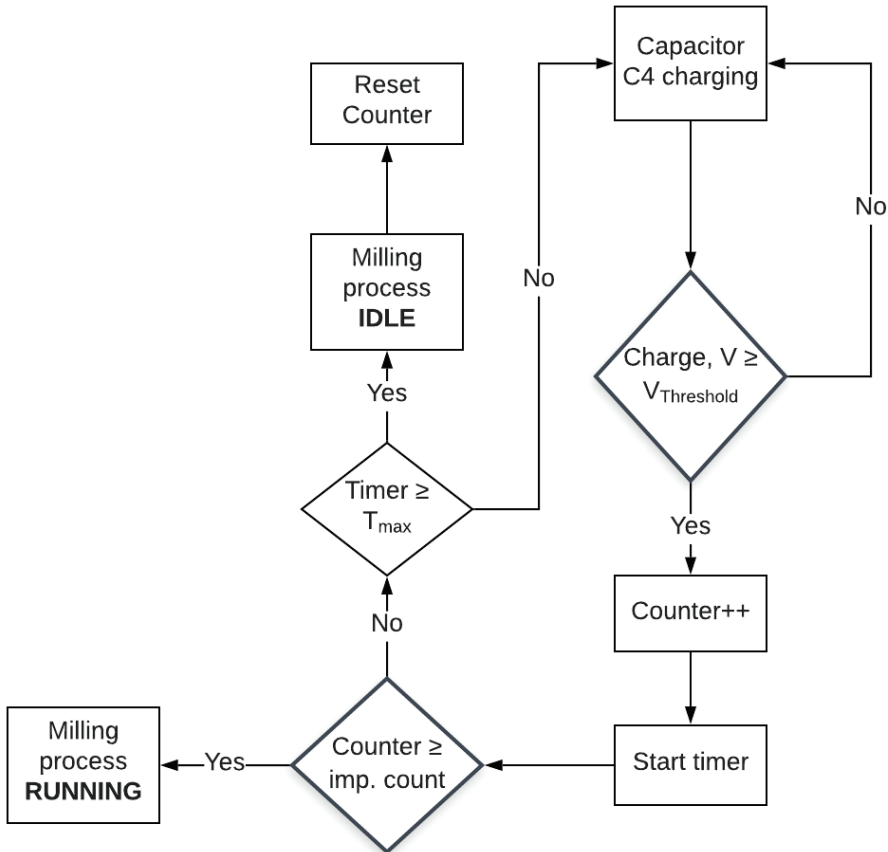 Capacitor
C4 charging
Reset
Counter
No
Milling
process
IDLE
No
Charge, V ≥
VThreshold
Yes
Timer ≥
Tmax
Yes
Counter++
No
Milling
process
RUNNING
Yes
Counter ≥
imp. count
Start timer